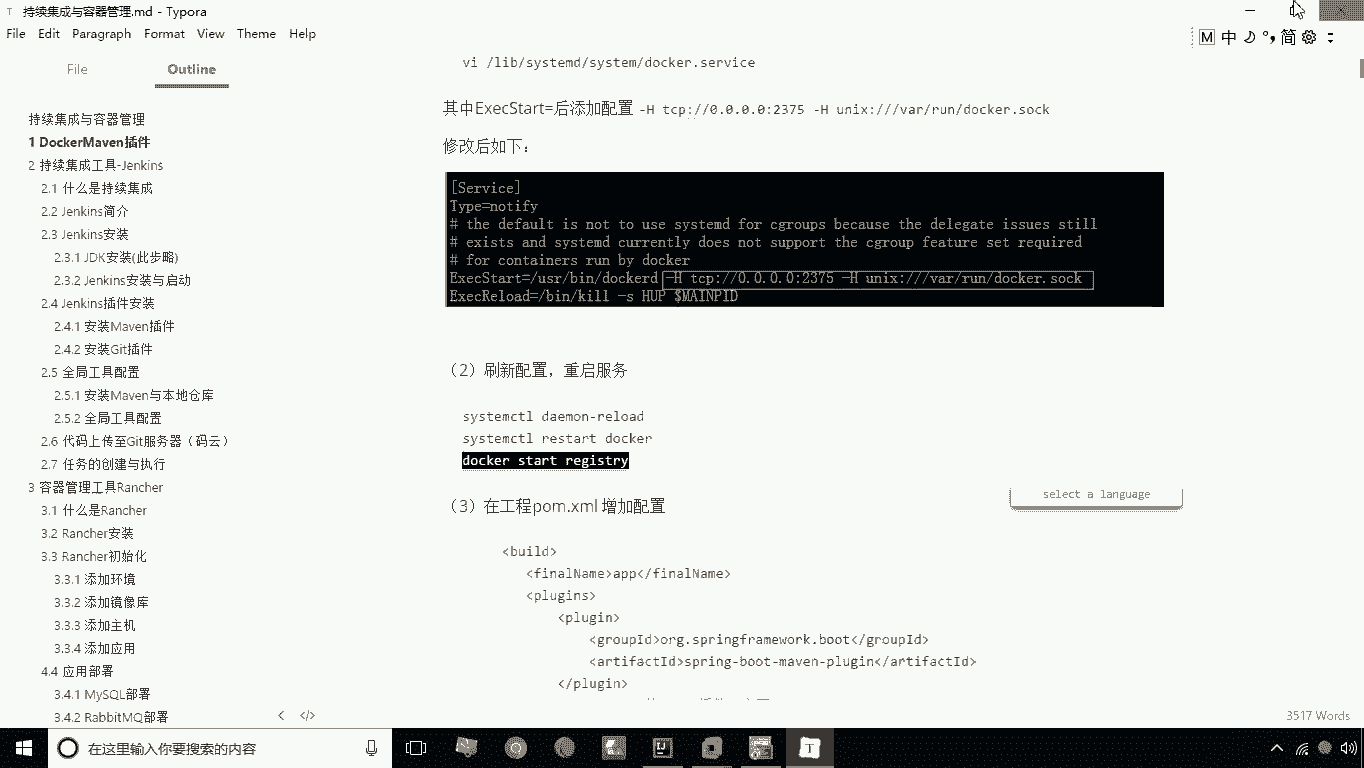 持续集成与容器管理.md - Typora
File Edit Paragraph Format View Theme Help
M 中 简
File Outline
持续集成与容器管理
1 DockerMaven插件
2 持续集成工具-Jenkins
2.1 什么是持续集成
2.2 Jenkins简介
2.3 Jenkins安装
2.3.1 JDK安装(此步略)
2.3.2 Jenkins安装与启动
2.4 Jenkins插件安装
2.4.1 安装Maven插件
2.4.2 安装Git插件
2.5 全局工具配置
2.5.1 安装Maven与本地仓库
2.5.2 全局工具配置
2.6 代码上传至Git服务器（码云）
2.7 任务的创建与执行
3 容器管理工具Rancher
3.1 什么是Rancher
3.2 Rancher安装
3.3 Rancher初始化
3.3.1 添加环境
3.3.2 添加镜像库
3.3.3 添加主机
3.3.4 添加应用
4.4 应用部署
3.4.1 MySQL部署
3.4.2 RabbitMQ部署
vi /lib/systemd/system/docker.service
其中ExecStart=后添加配置 -H tcp://0.0.0.0:2375 -H unix:///var/run/docker.sock
修改后如下：
[Service]
Type=notify
# the default is not to use systemd for cgroups because the delegate issues still
# exists and systemd currently does not support the cgroup feature set required
# for containers run by docker
ExecStart=/usr/bin/dockerd -H tcp://0.0.0.0:2375 -H unix:///var/run/docker.sock
ExecReload=/bin/kill -s HUP $MAINPID
（2）刷新配置，重启服务
systemctl daemon-reload
systemctl restart docker
docker start registry
（3）在工程pom.xml 增加配置
select a language
<build>
<finalName>app</finalName>
<plugins>
<plugin>
<groupId>org.springframework.boot</groupId>
<artifactId>spring-boot-maven-plugin</artifactId>
</plugin>
3517 Words
在这里输入你要搜索的内容